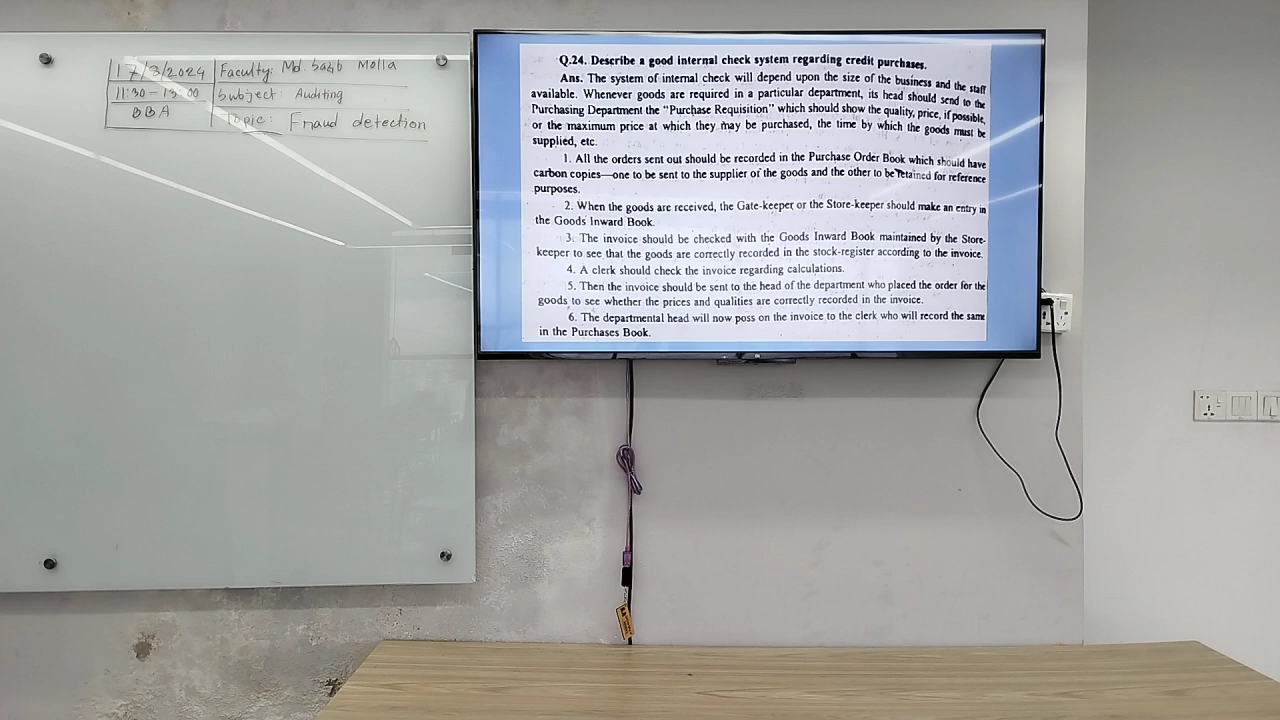 17/3/2024 Faculty: Md. Sakib Molla
11:30 - 13:00 Subject: Auditing
BBA Topic: Fraud detection
Q.24. Describe a good internal check system regarding credit purchases.
Ans. The system of internal check will depend upon the size of the business and the staff
available. Whenever goods are required in a particular department, its head should send to the
Purchasing Department the “Purchase Requisition” which should show the quality, price, if possible,
or the maximum price at which they may be purchased, the time by which the goods must be
supplied, etc.
1. All the orders sent out should be recorded in the Purchase Order Book which should have
carbon copies—one to be sent to the supplier of the goods and the other to be retained for reference
purposes.
2. When the goods are received, the Gate-keeper or the Store-keeper should make an entry in
the Goods Inward Book.
3. The invoice should be checked with the Goods Inward Book maintained by the Store-
keeper to see that the goods are correctly recorded in the stock-register according to the invoice.
4. A clerk should check the invoice regarding calculations.
5. Then the invoice should be sent to the head of the department who placed the order for the
goods to see whether the prices and qualities are correctly recorded in the invoice.
6. The departmental head will now poss on the invoice to the clerk who will record the same
in the Purchases Book.